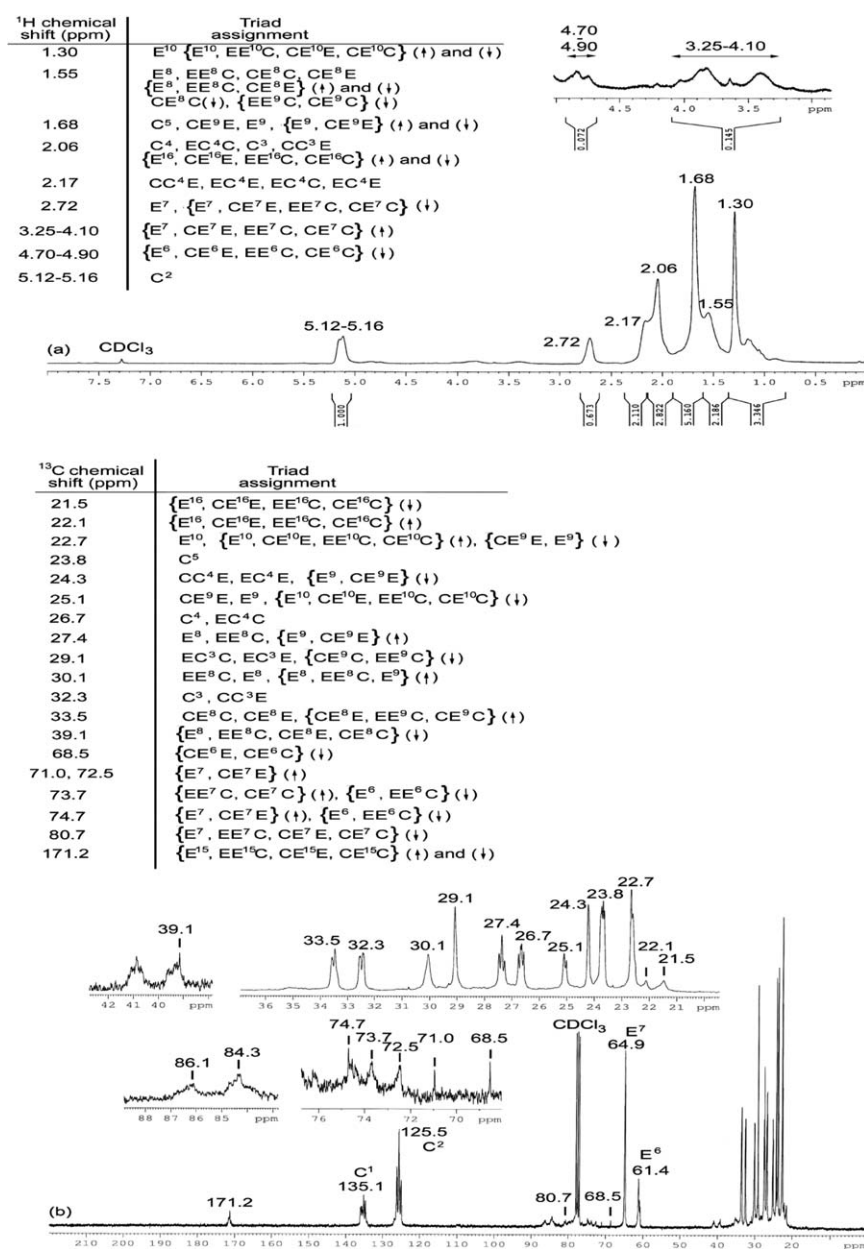 ¹H chemical shift (ppm) Triad assignment
1.30 E¹⁰ {E¹⁰, EE¹⁰C, CE¹⁰E, CE¹⁰C} (↑) and (↓)
1.55 E⁸, EE⁸C, CE⁸C, CE⁸E
{E⁸, EE⁸C, CE⁸E} (↑) and (↓)
CE⁸C(↓), {EE⁹C, CE⁹C} (↓)
1.68 C⁵, CE⁹E, E⁹, {E⁹, CE⁹E} (↑) and (↓)
2.06 C⁴, EC⁴C, C³, CC³E
{E¹⁶, CE¹⁶E, EE¹⁶C, CE¹⁶C} (↑) and (↓)
2.17 CC⁴E, EC⁴E, EC⁴C, EC⁴E
2.72 E⁷, {E⁷, CE⁷E, EE⁷C, CE⁷C} (↓)
3.25-4.10 {E⁷, CE⁷E, EE⁷C, CE⁷C} (↑)
4.70-4.90 {E⁶, CE⁶E, EE⁶C, CE⁶C} (↓)
5.12-5.16 C²
4.70
-
4.90
3.25-4.10
4.5 4.0 3.5 ppm
0.072 0.145
1.68
1.30
2.06
1.55
2.17
2.72
5.12-5.16
CDCl₃
(a)
7.5 7.0 6.5 6.0 5.5 5.0 4.5 4.0 3.5 3.0 2.5 2.0 1.5 1.0 0.5 ppm
1.000 0.673 2.110 2.822 5.160 2.186 3.346
¹³C chemical shift (ppm) Triad assignment
21.5 {E¹⁶, CE¹⁶E, EE¹⁶C, CE¹⁶C} (↓)
22.1 {E¹⁶, CE¹⁶E, EE¹⁶C, CE¹⁶C} (↑)
22.7 E¹⁰, {E¹⁰, CE¹⁰E, EE¹⁰C, CE¹⁰C} (↑), {CE⁹E, E⁹} (↓)
23.8 C⁵
24.3 CC⁴E, EC⁴E, {E⁹, CE⁹E} (↓)
25.1 CE⁹E, E⁹, {E¹⁰, CE¹⁰E, EE¹⁰C, CE¹⁰C} (↓)
26.7 C⁴, EC⁴C
27.4 E⁸, EE⁸C, {E⁹, CE⁹E} (↑)
29.1 EC³C, EC³E, {CE⁹C, EE⁹C} (↓)
30.1 EE⁸C, E⁸, {E⁸, EE⁸C, E⁹} (↑)
32.3 C³, CC³E
33.5 CE⁸C, CE⁸E, {CE⁸E, EE⁹C, CE⁹C} (↑)
39.1 {E⁸, EE⁸C, CE⁸E, CE⁸C} (↓)
68.5 {CE⁶E, CE⁶C} (↓)
71.0, 72.5 {E⁷, CE⁷E} (↑)
73.7 {EE⁷C, CE⁷C} (↑), {E⁶, EE⁶C} (↓)
74.7 {E⁷, CE⁷E} (↑), {E⁶, EE⁶C} (↓)
80.7 {E⁷, EE⁷C, CE⁷E, CE⁷C} (↓)
171.2 {E¹⁵, EE¹⁵C, CE¹⁵E, CE¹⁵C} (↑) and (↓)
39.1
42 41 40 39 ppm
33.5 32.3 30.1 29.1 27.4 26.7 25.1 24.3 23.8 22.7 22.1 21.5
36 35 34 33 32 31 30 29 28 27 26 25 24 23 22 21 ppm
86.1 84.3
88 87 86 85 ppm
74.7 73.7 72.5 71.0 68.5
76 74 72 70 ppm
CDCl₃
E⁷
64.9
125.5
C²
C¹
135.1
E⁶
61.4
171.2
80.7 68.5
(b)
210 200 190 180 170 160 150 140 130 120 110 100 90 80 70 60 50 40 30 20 ppm